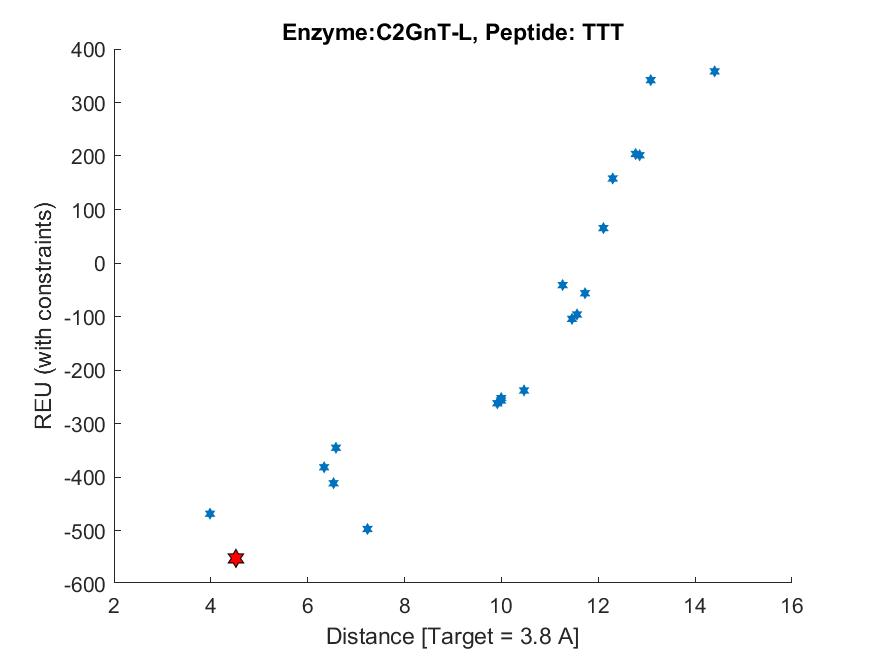 Enzyme:C2GnT-L, Peptide: TTT
400
300
200
100
0
-100
-200
-300
-400
-500
-600
REU (with constraints)
2 4 6 8 10 12 14 16
Distance [Target = 3.8 A]